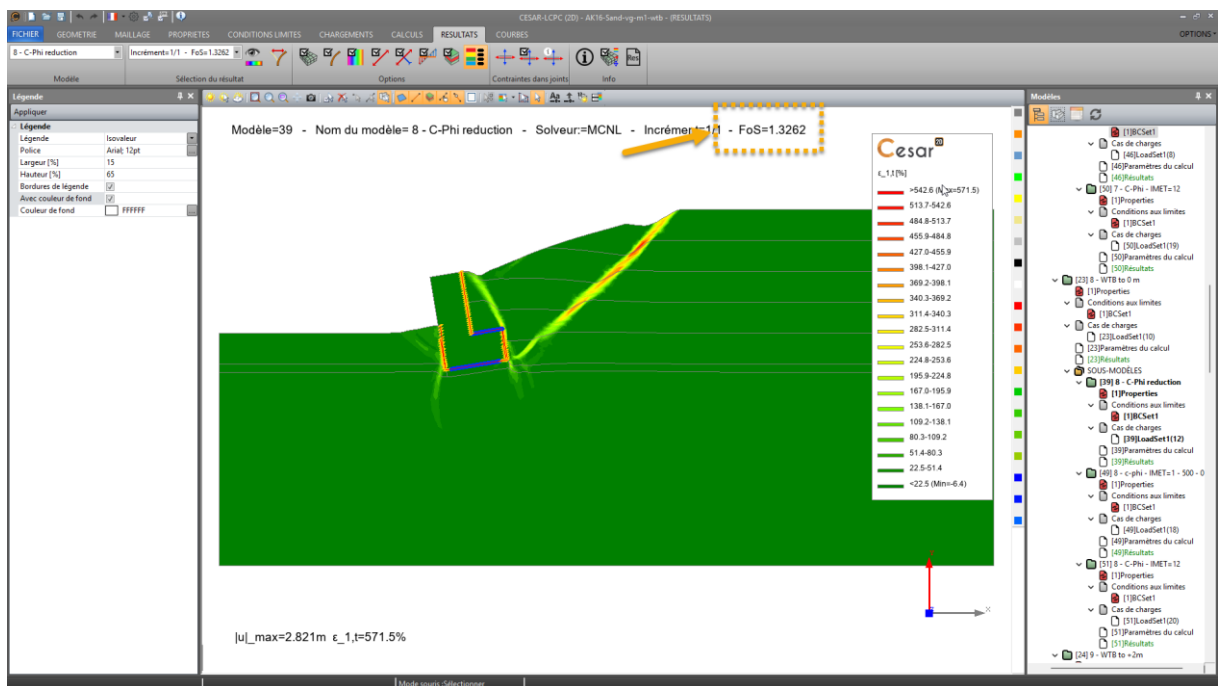 CESAR-LCPC (2D) - AK16-Sand-vg-m1-wtb - (RESULTATS)
FICHIER GEOMETRIE MAILLAGE PROPRIETES CONDITIONS LIMITES CHARGEMENTS CALCULS RESULTATS COURBES OPTIONS
8 - C-Phi reduction Incrément=1/1 - FoS=1.3262
Res
Modèle Sélection du résultat Options Contraintes dans joints Info
Légende
Appliquer
Légende
Légende Isovaleur
Police Arial; 12pt
Largeur [%] 15
Hauteur [%] 65
Bordures de légende
Avec couleur de fond
Couleur de fond FFFFFF
Modèle=39 - Nom du modèle= 8 - C-Phi reduction - Solveur:=MCNL - Incrément=1/1 - FoS=1.3262
Cesar 2D
ε_1,t [%]
>542.6 (Max=571.5)
513.7-542.6
484.8-513.7
455.9-484.8
427.0-455.9
398.1-427.0
369.2-398.1
340.3-369.2
311.4-340.3
282.5-311.4
253.6-282.5
224.8-253.6
195.9-224.8
167.0-195.9
138.1-167.0
109.2-138.1
80.3-109.2
51.4-80.3
22.5-51.4
<22.5 (Min=-6.4)
X
|u|_max=2.821m ε_1,t=571.5%
Modèles
[1]BCSet1
Cas de charges
[46]LoadSet1(8)
[46]Paramètres du calcul
[46]Résultats
[50] 7 - C-Phi - IMET=12
[1]Properties
Conditions aux limites
[1]BCSet1
Cas de charges
[50]LoadSet1(19)
[50]Paramètres du calcul
[50]Résultats
[23] 8 - WTB to 0 m
[1]Properties
Conditions aux limites
[1]BCSet1
Cas de charges
[23]LoadSet1(10)
[23]Paramètres du calcul
[23]Résultats
SOUS-MODÈLES
[39] 8 - C-Phi reduction
[1]Properties
Conditions aux limites
[1]BCSet1
Cas de charges
[39]LoadSet1(12)
[39]Paramètres du calcul
[39]Résultats
[49] 8 - c-phi - IMET=1 - 500 - 0
[1]Properties
Conditions aux limites
[1]BCSet1
Cas de charges
[49]LoadSet1(18)
[49]Paramètres du calcul
[49]Résultats
[51] 8 - C-Phi - IMET=12
[1]Properties
Conditions aux limites
[1]BCSet1
Cas de charges
[51]LoadSet1(20)
[51]Paramètres du calcul
[51]Résultats
[24] 9 - WTB to +2m
Mode souris :Sélectionner